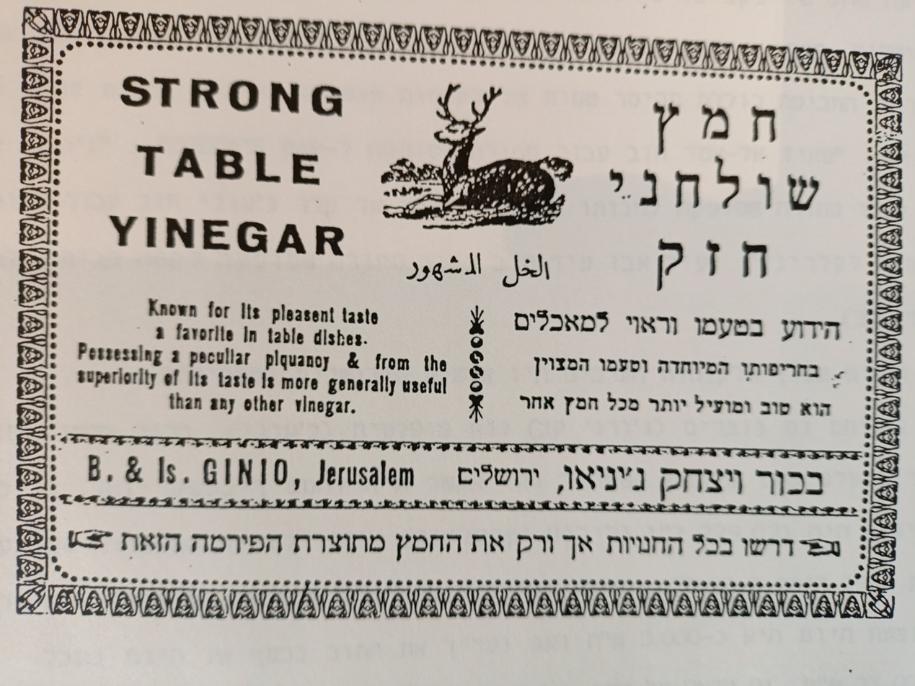 STRONG
TABLE
YINEGAR
חמץ
שולחני
חזק
الخل المشهور
Known for its pleasent taste
a favorite in table dishes.
Possessing a peculiar piquancy & from the
superiority of its taste is more generally useful
than any other vinegar.
הידוע בטעמו וראוי למאכלים
בחריפותו המיוחדה וטעמו המצוין
הוא טוב ומועיל יותר מכל חמץ אחר
B. & Is. GINIO, Jerusalem
בכור ויצחק ג׳ניאו, ירושלים
דרשו בכל החנויות אך ורק את החמץ מתוצרת הפירמה הזאת